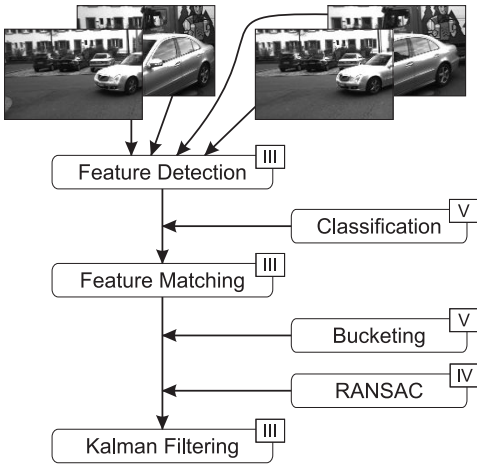 III
Feature Detection
V
Classification
III
Feature Matching
V
Bucketing
IV
RANSAC
III
Kalman Filtering